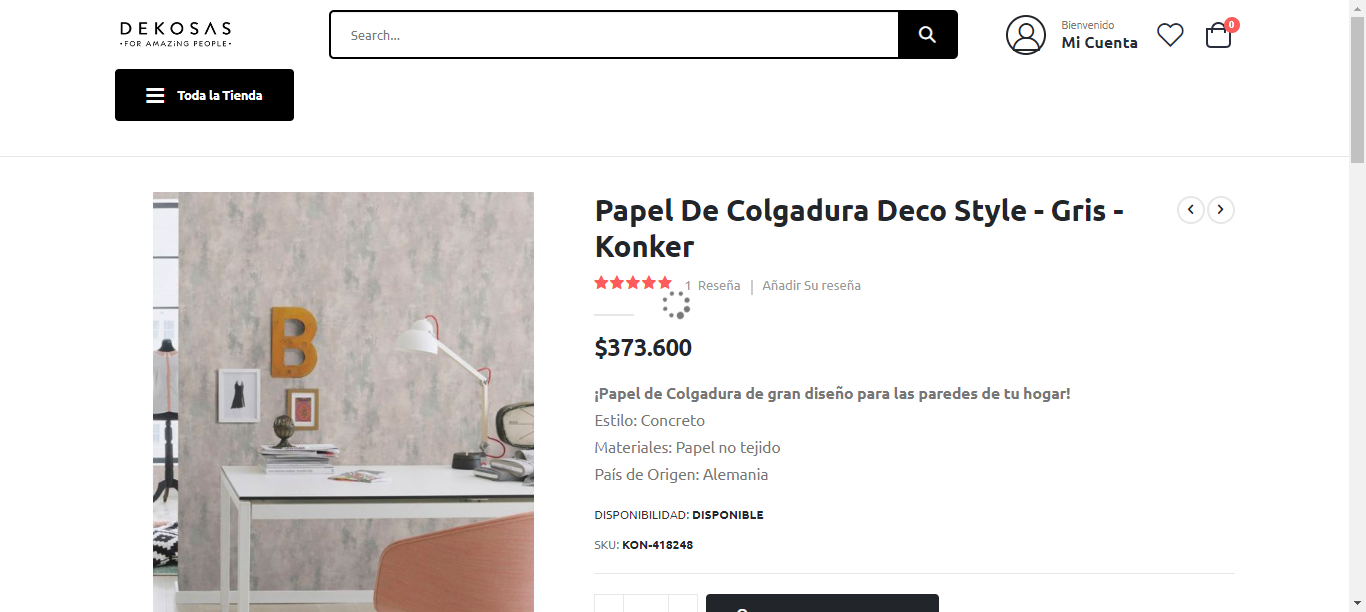 DEKOSAS
•FOR AMAZING PEOPLE•
Search...
Bienvenido
Mi Cuenta
0
Toda la Tienda
Papel De Colgadura Deco Style - Gris -
Konker
1 Reseña | Añadir Su reseña
$373.600
¡Papel de Colgadura de gran diseño para las paredes de tu hogar!
Estilo: Concreto
Materiales: Papel no tejido
País de Origen: Alemania
DISPONIBILIDAD: DISPONIBLE
SKU: KON-418248
B